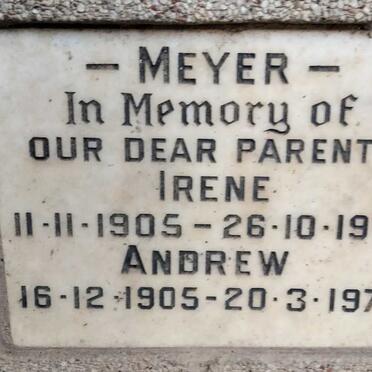 — MEYER —
In Memory of
OUR DEAR PARENT
IRENE
11-11-1905 - 26-10-19
ANDREW
16-12-1905-20-3-197